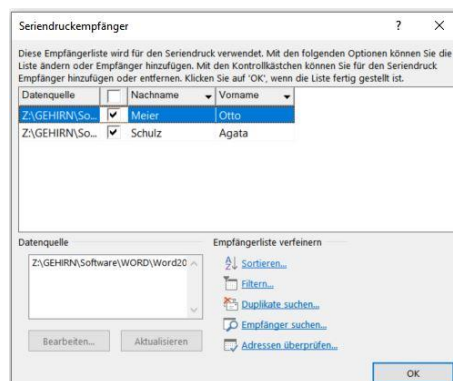 Seriendruckempfänger
Diese Empfängerliste wird für den Seriendruck verwendet. Mit den folgenden Optionen können Sie die
Liste ändern oder Empfänger hinzufügen. Mit den Kontrollkästchen können Sie für den Seriendruck
Empfänger hinzufügen oder entfernen. Klicken Sie auf 'OK', wenn die Liste fertig gestellt ist.
Datenquelle Nachname Vorname
Z:\GEHIRN\So... Meier Otto
Z:\GEHIRN\So... Schulz Agata
Datenquelle
Z:\GEHIRN\Software\WORD\Word20
Bearbeiten... Aktualisieren
Empfängerliste verfeinern
Sortieren...
Filtern...
Duplikate suchen...
Empfänger suchen...
Adressen überprüfen...
OK